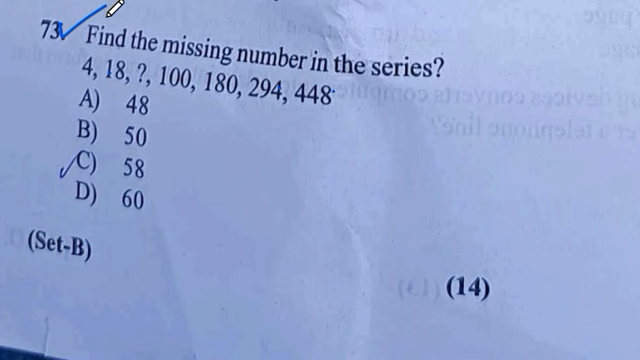 73. Find the missing number in the series?
4, 18, ?, 100, 180, 294, 448
A) 48
B) 50
C) 58
D) 60
(Set-B)
(14)